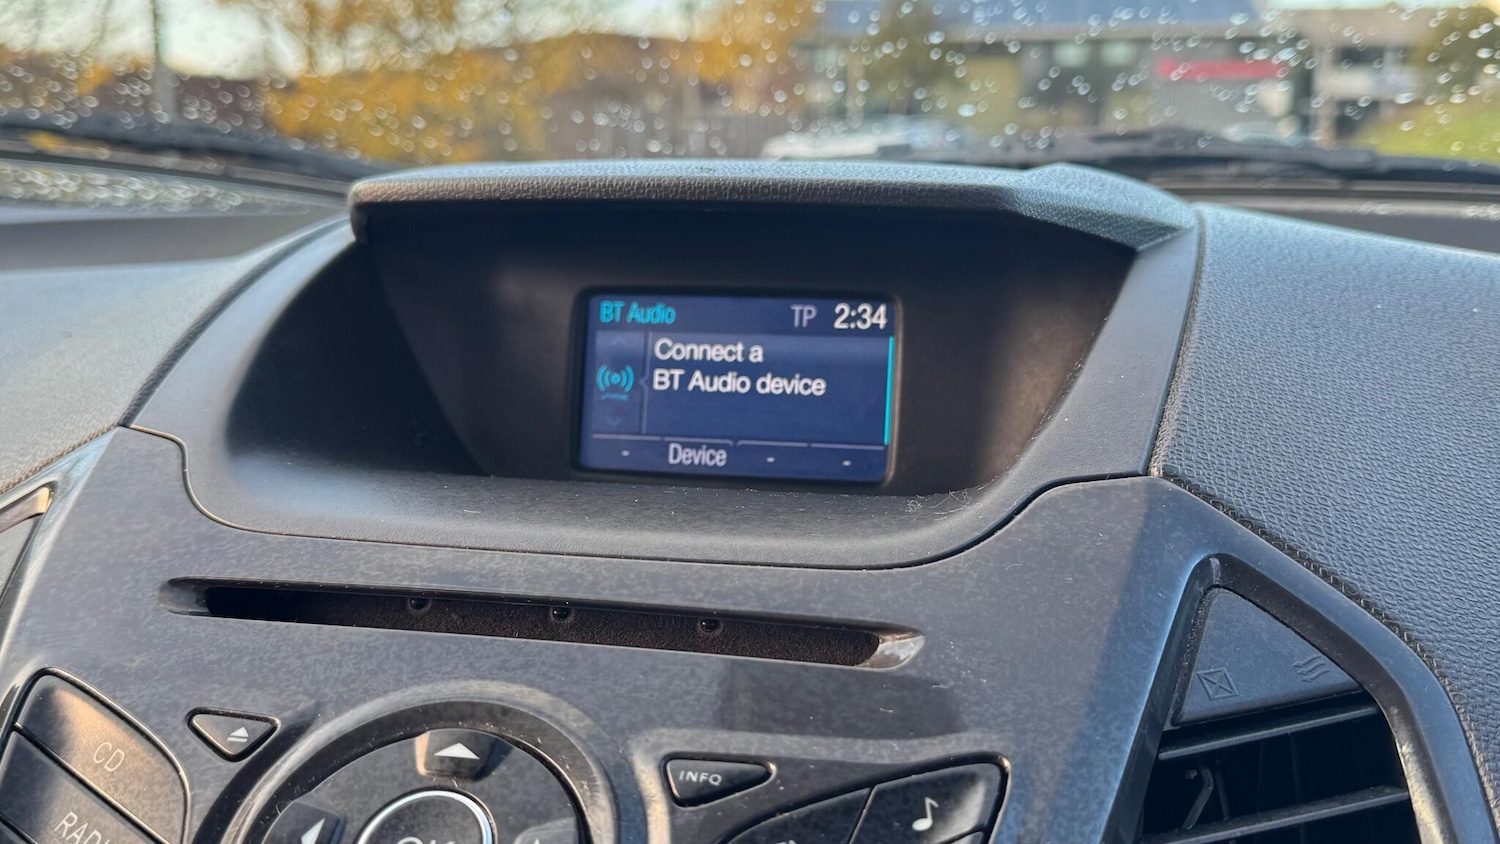 BT Audio TP 2:34
Connect a
BT Audio device
Device
CD
INFO